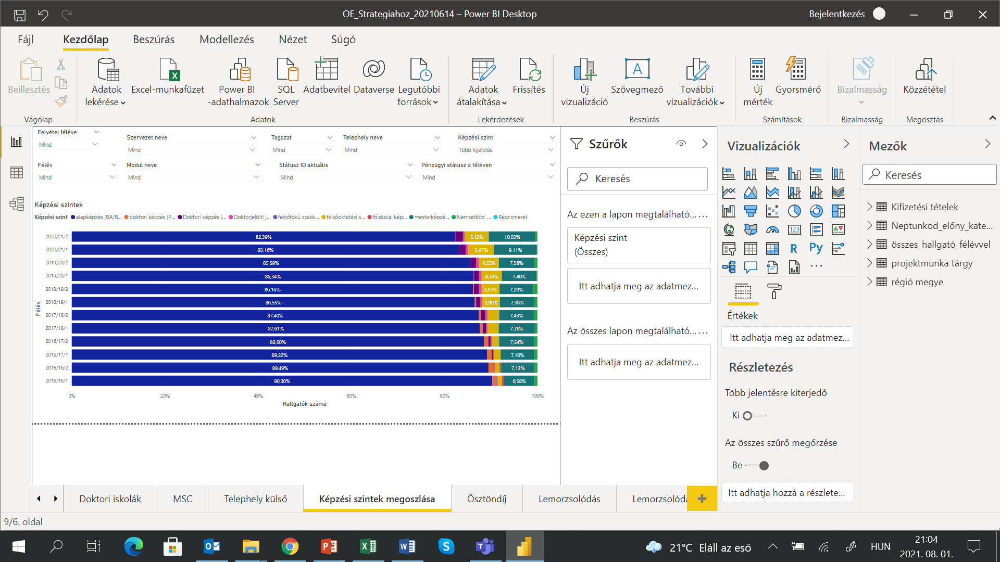 OE_Strategiahoz_20210614 – Power BI Desktop
Bejelentkezés
Fájl
Kezdőlap
Beszúrás
Modellezés
Nézet
Súgó
Beillesztés
Vágólap
Adatok
lekérése
Excel-munkafüzet
Power BI
-adathalmazok
SQL
Server
Adatbevitel
Dataverse
Legutóbbi
források
Adatok
Adatok
átalakítása
Frissítés
Lekérdezések
Új
vizualizáció
A
Szövegmező
További
vizualizációk
Beszúrás
Új
mérték
Gyorsmérő
Számítások
Bizalmasság
Bizalmasság
Közzététel
Megosztás
Felvétel féléve
Mind
Szervezet neve
Mind
Tagozat
Mind
Telephely neve
Mind
Képzési szint
Több kijelölés
Félév
Mind
Modul neve
Mind
Státusz ID aktuális
Mind
Pénzügyi státusz a féléven
Mind
Képzési szintek
Képzési szint alapképzés (BA/B... doktori képzés (P... Doktori képzés (... Doktorjelölti j... felsőfokú szakk... felsőoktatási s... főiskolai kép... mesterképzé... Nemzetközi ... Részismeret
Félév
2020/21/2 82,39% 5,12% 10,03%
2020/21/1 83,16% 5,47% 9,11%
2019/20/2 85,59% 4,25% 7,56%
2019/20/1 86,34% 4,34% 7,40%
2018/19/2 86,16% 3,83% 7,29%
2018/19/1 86,55% 3,80% 7,36%
2017/18/2 87,40% 7,43%
2017/18/1 87,61% 7,76%
2016/17/2 88,50% 7,54%
2016/17/1 89,22% 7,16%
2015/16/2 89,49% 7,13%
2015/16/1 90,30% 6,58%
0% 20% 40% 60% 80% 100%
Hallgatók száma
Szűrők
Keresés
Az ezen a lapon megtalálható... ...
Képzési szint
(Összes)
Itt adhatja meg az adatmez...
Az összes lapon megtalálható... ...
Itt adhatja meg az adatmez...
Vizualizációk
123
R
Py
...
Értékek
Itt adhatja meg az adatmez...
Részletezés
Több jelentésre kiterjedő
Ki
Az összes szűrő megőrzése
Be
Itt adhatja hozzá a részlete...
Mezők
Keresés
Kifizetési tételek
Neptunkod_előny_kate...
összes_hallgató_félévvel
projektmunka tárgy
régió megye
Doktori iskolák
MSC
Telephely külső
Képzési szintek megoszlása
Ösztöndíj
Lemorzsolódás
Lemorzsolódá
+
9/6. oldal
21°C Eláll az eső
HUN
21:04
2021. 08. 01.